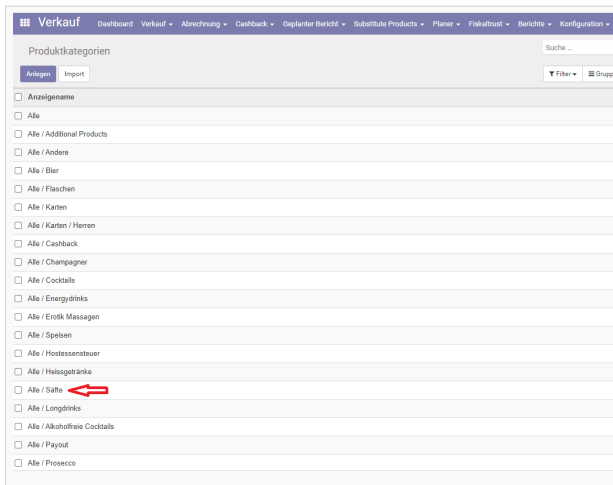 Verkauf Dashboard Verkauf Abrechnung Cashback Geplanter Bericht Substitute Products Planer Fiskaltrust Berichte Konfiguration
Produktkategorien Suche ...
Anlegen Import Filter Grupp
Anzeigename
Alle
Alle / Additional Products
Alle / Andere
Alle / Bier
Alle / Flaschen
Alle / Karten
Alle / Karten / Herren
Alle / Cashback
Alle / Champagner
Alle / Cocktails
Alle / Energydrinks
Alle / Erotik Massagen
Alle / Speisen
Alle / Hostessensteuer
Alle / Heissgetränke
Alle / Säfte
Alle / Longdrinks
Alle / Alkoholfreie Cocktails
Alle / Payout
Alle / Prosecco